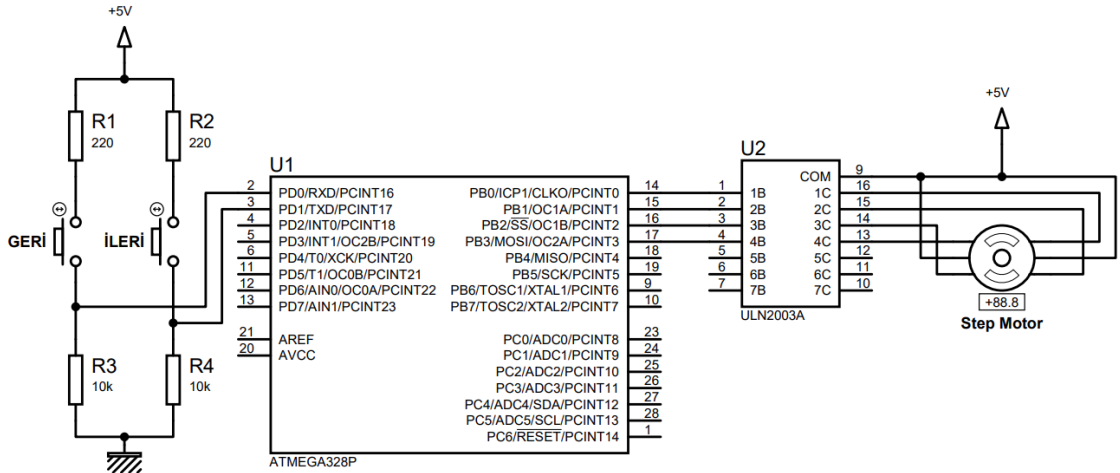 +5V
R1
220
R2
220
GERİ
İLERİ
R3
10k
R4
10k
U1
2 PD0/RXD/PCINT16
3 PD1/TXD/PCINT17
4 PD2/INT0/PCINT18
5 PD3/INT1/OC2B/PCINT19
6 PD4/T0/XCK/PCINT20
11 PD5/T1/OC0B/PCINT21
12 PD6/AIN0/OC0A/PCINT22
13 PD7/AIN1/PCINT23
21 AREF
20 AVCC
PB0/ICP1/CLKO/PCINT0 14
PB1/OC1A/PCINT1 15
PB2/SS/OC1B/PCINT2 16
PB3/MOSI/OC2A/PCINT3 17
PB4/MISO/PCINT4 18
PB5/SCK/PCINT5 19
PB6/TOSC1/XTAL1/PCINT6 9
PB7/TOSC2/XTAL2/PCINT7 10
PC0/ADC0/PCINT8 23
PC1/ADC1/PCINT9 24
PC2/ADC2/PCINT10 25
PC3/ADC3/PCINT11 26
PC4/ADC4/SDA/PCINT12 27
PC5/ADC5/SCL/PCINT13 28
PC6/RESET/PCINT14 1
ATMEGA328P
U2
1 1B
2 2B
3 3B
4 4B
5 5B
6 6B
7 7B
COM 9
1C 16
2C 15
3C 14
4C 13
5C 12
6C 11
7C 10
ULN2003A
+5V
+88.8
Step Motor